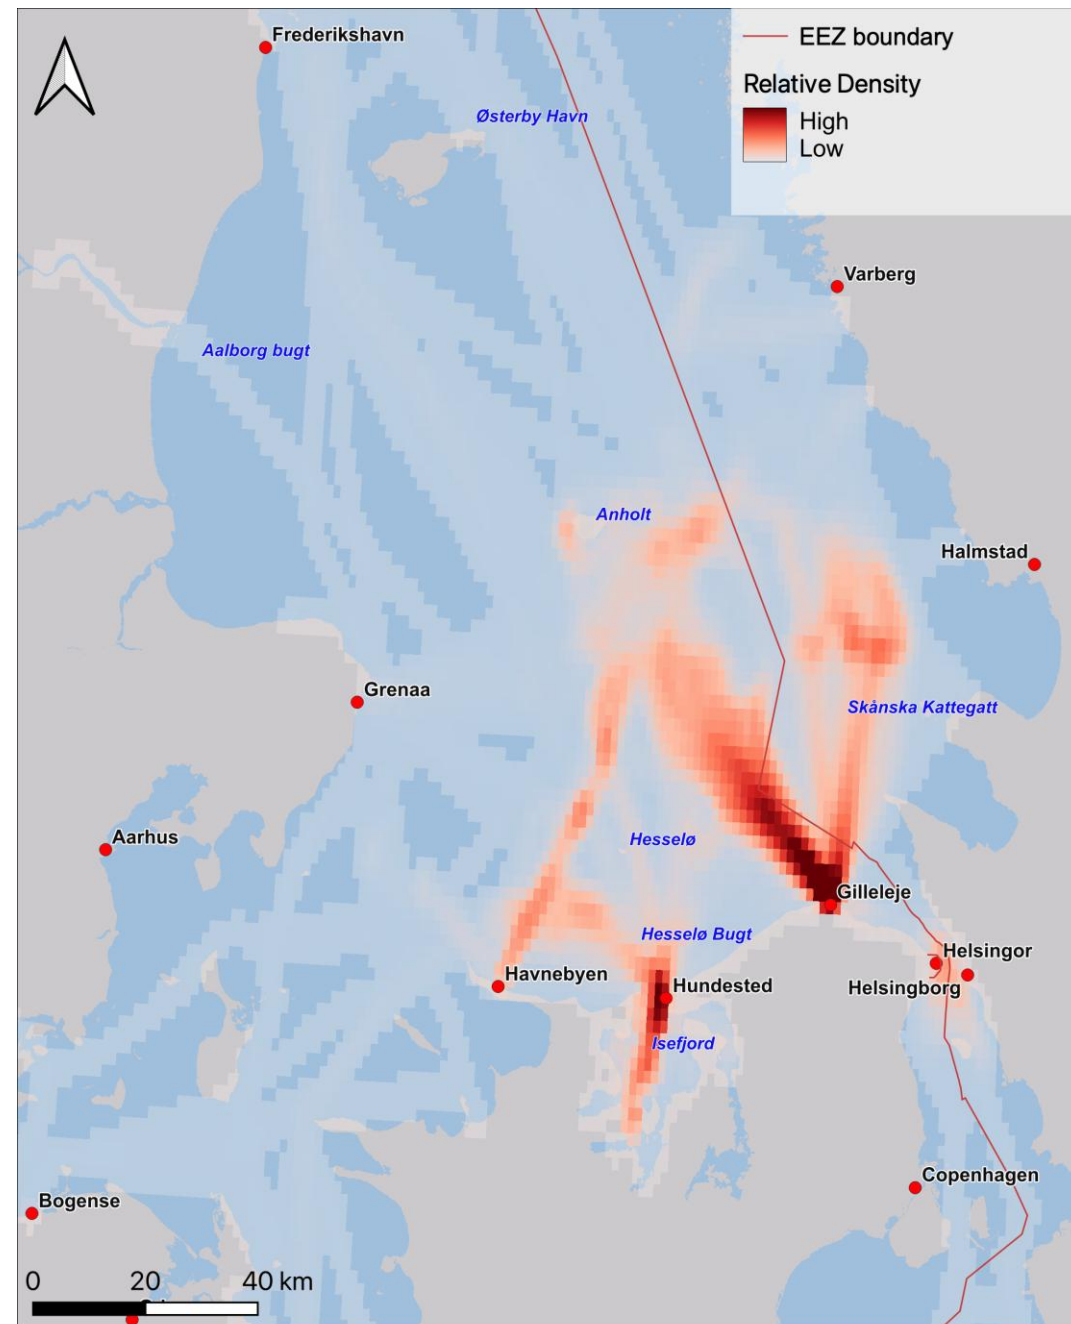 Frederikshavn
EEZ boundary
Relative Density
High
Low
Østerby Havn
Varberg
Aalborg bugt
Anholt
Halmstad
Grenaa
Skånska Kattegatt
Aarhus
Hesselø
Gilleleje
Hesselø Bugt
Helsingor
Havnebyen
Hundested
Helsingborg
Isefjord
Copenhagen
Bogense
0 20 40 km